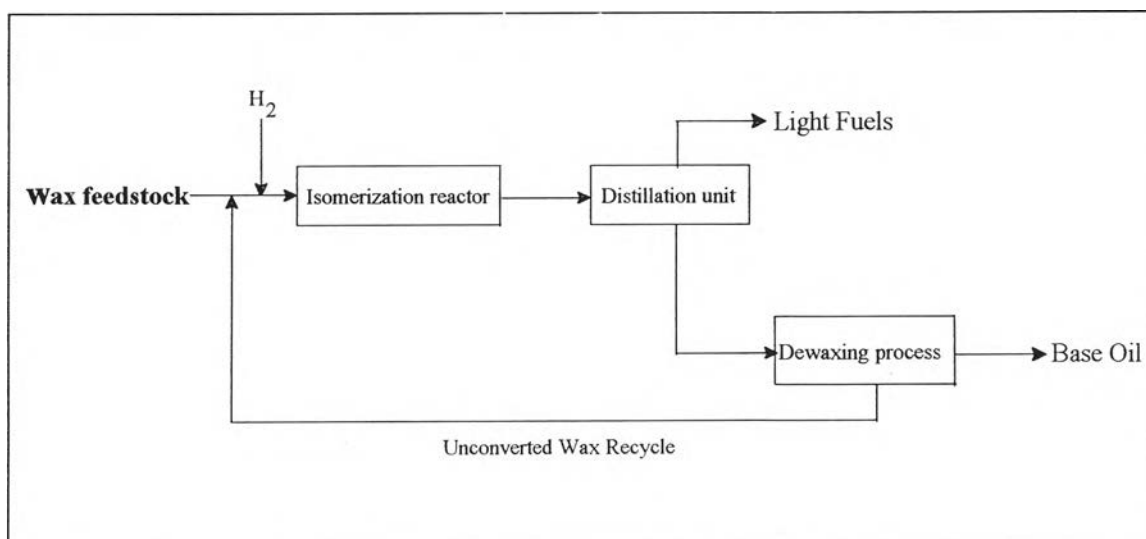 H2
Light Fuels
Wax feedstock
Isomerization reactor
Distillation unit
Dewaxing process
Base Oil
Unconverted Wax Recycle